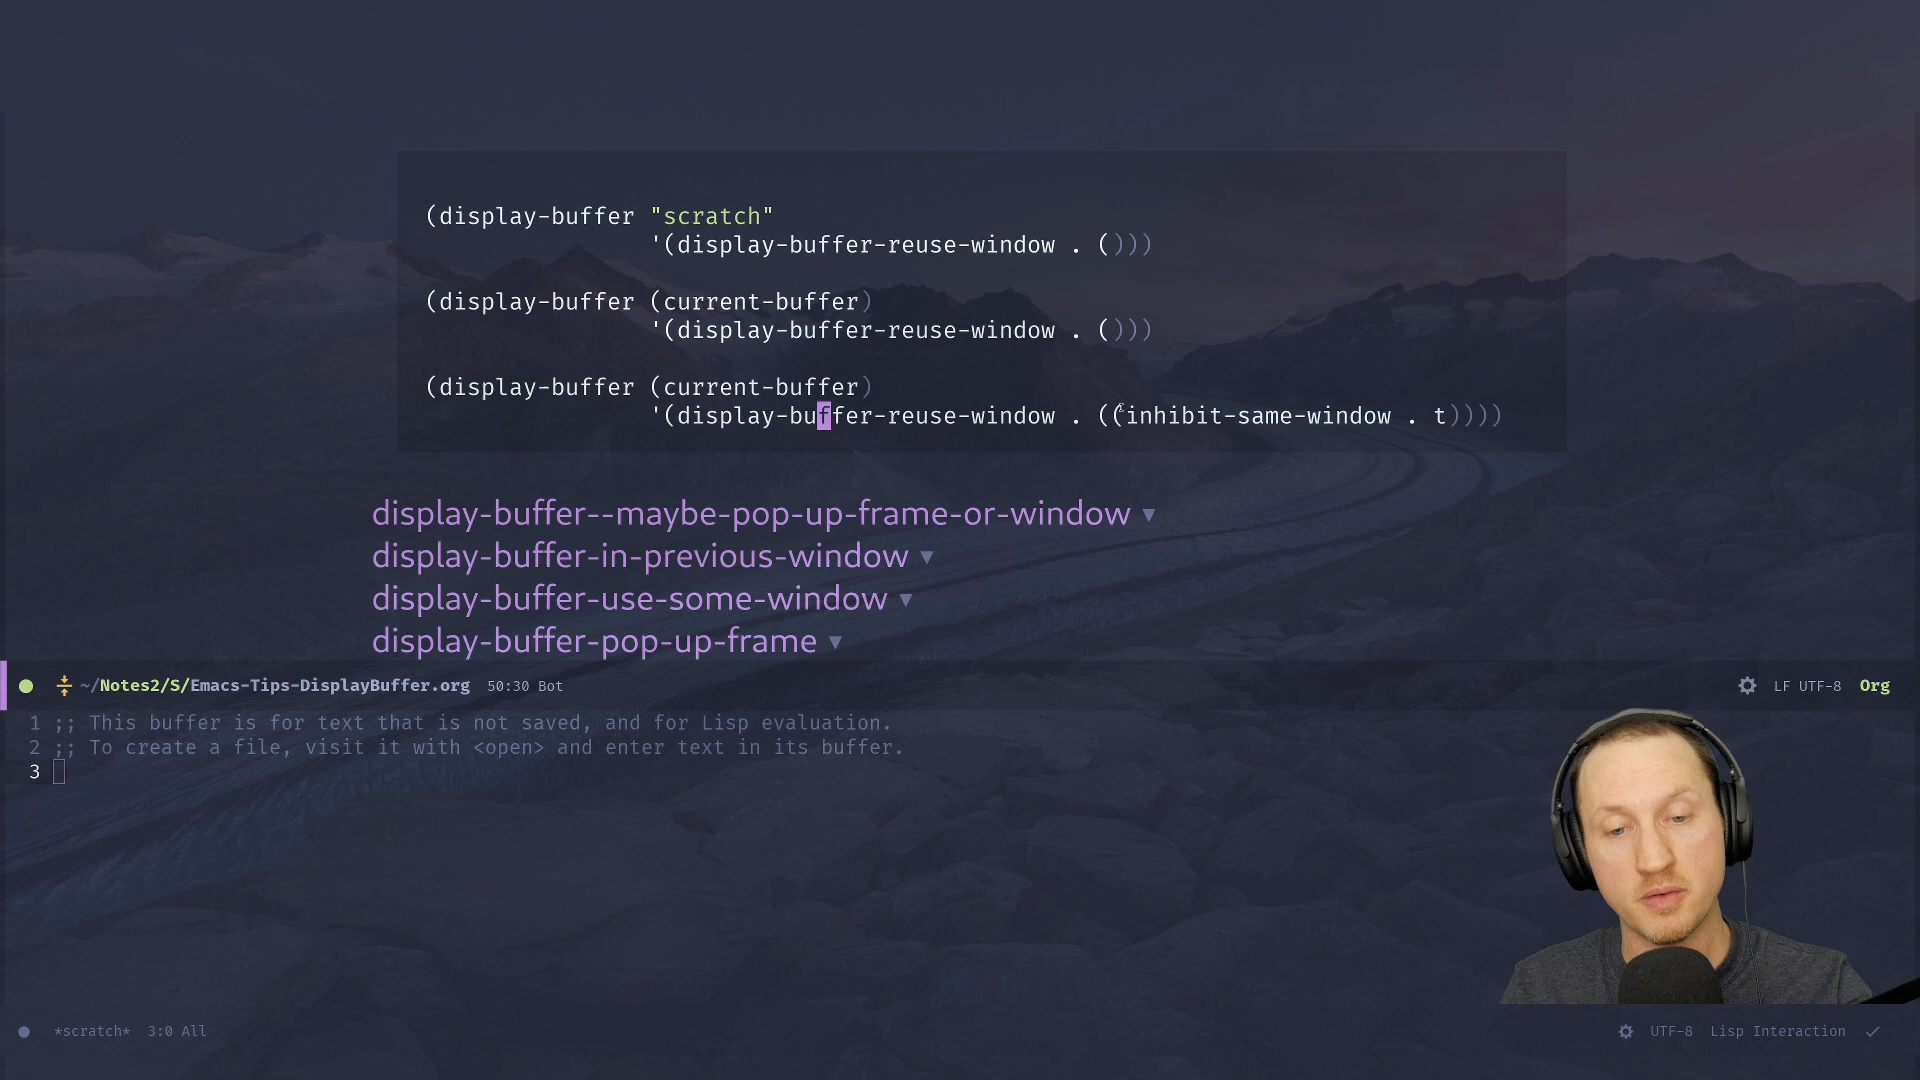 (display-buffer "scratch"
'(display-buffer-reuse-window . ()))
(display-buffer (current-buffer)
'(display-buffer-reuse-window . ()))
(display-buffer (current-buffer)
'(display-buffer-reuse-window . ((inhibit-same-window . t))))
display-buffer--maybe-pop-up-frame-or-window ▾
display-buffer-in-previous-window ▾
display-buffer-use-some-window ▾
display-buffer-pop-up-frame ▾
~/Notes2/S/Emacs-Tips-DisplayBuffer.org 50:30 Bot LF UTF-8 Org
1 ;; This buffer is for text that is not saved, and for Lisp evaluation.
2 ;; To create a file, visit it with <open> and enter text in its buffer.
3
*scratch* 3:0 All UTF-8 Lisp Interaction